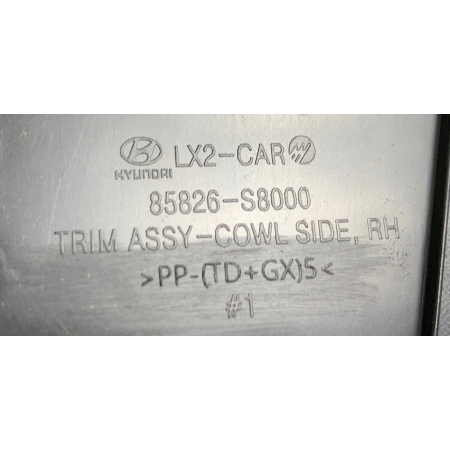 LX2-CAR
HYUNDAI
85826-S8000
TRIM ASSY-COWL SIDE, RH
>PP-(TD+GX)5<
#1